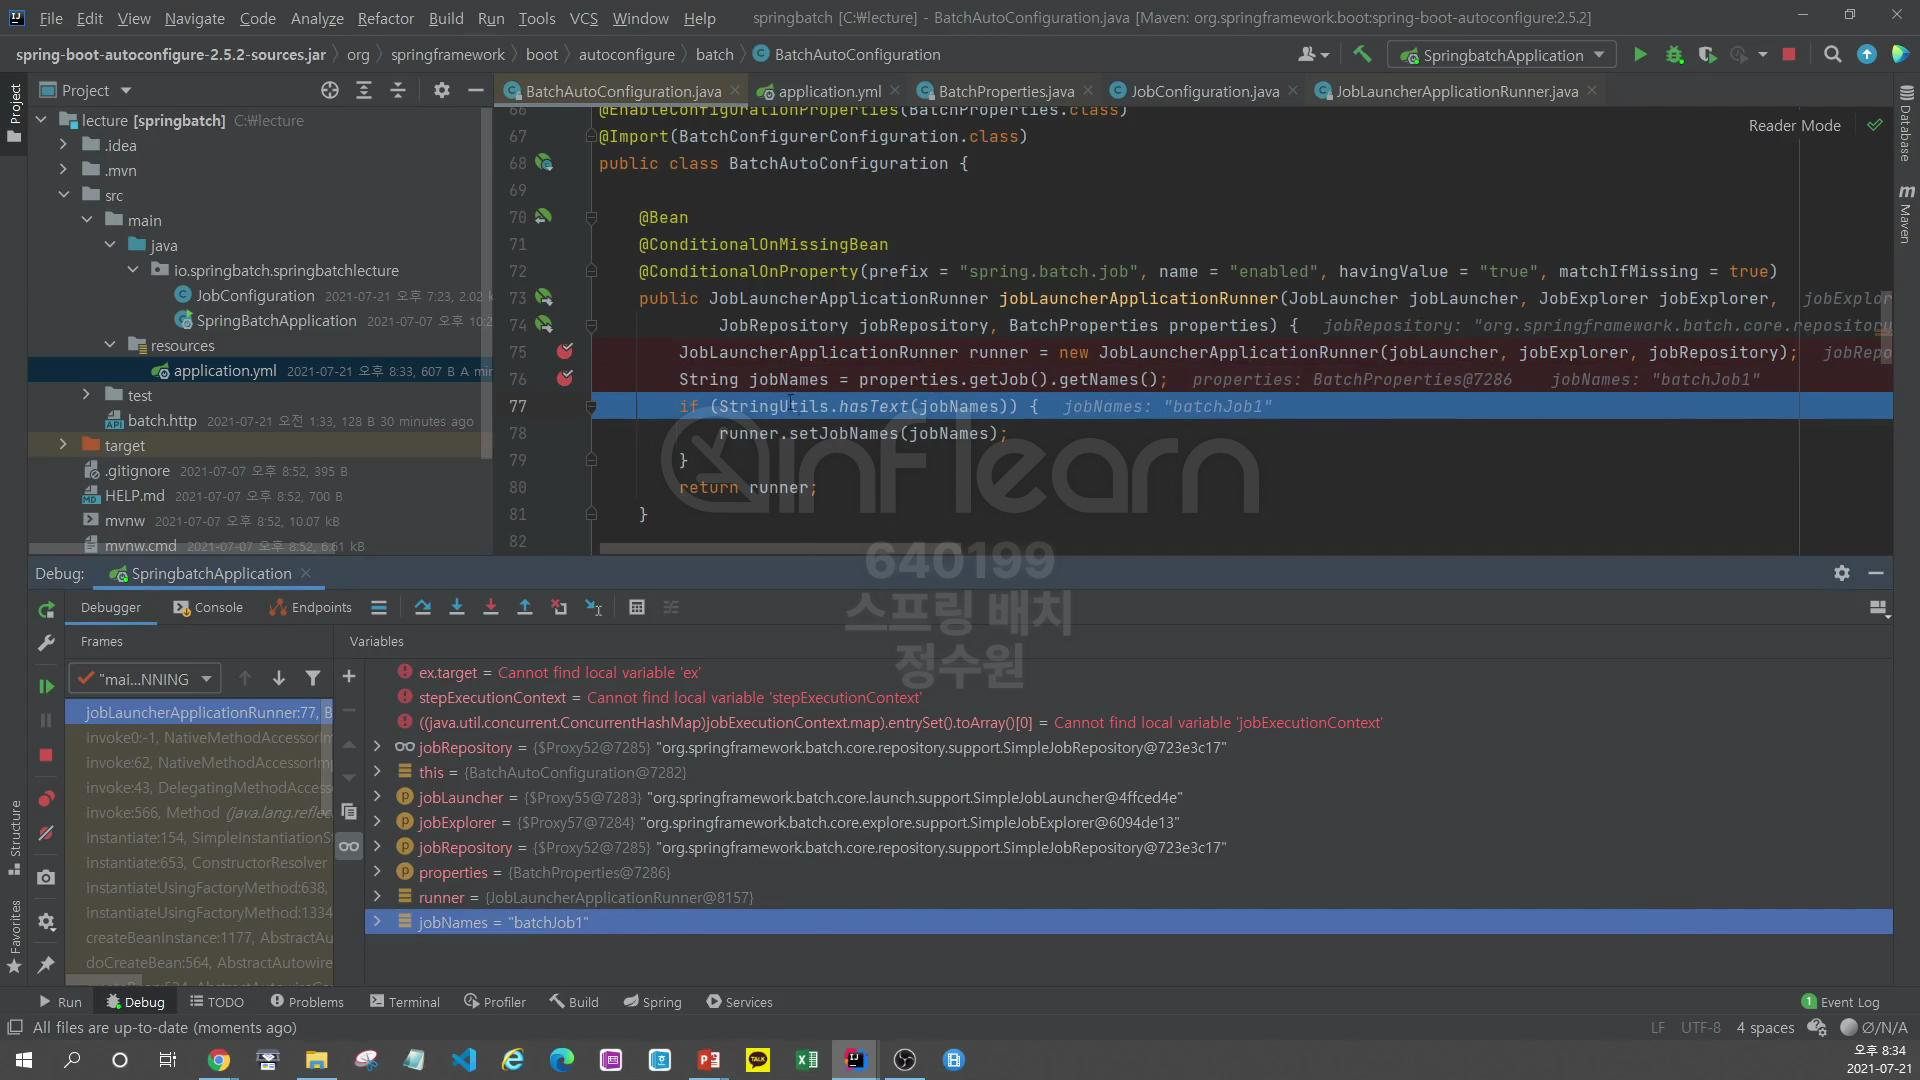 File Edit View Navigate Code Analyze Refactor Build Run Tools VCS Window Help springbatch [C:₩lecture] - BatchAutoConfiguration.java [Maven: org.springframework.boot:spring-boot-autoconfigure:2.5.2]
spring-boot-autoconfigure-2.5.2-sources.jar org springframework boot autoconfigure batch BatchAutoConfiguration SpringbatchApplication
Project BatchAutoConfiguration.java application.yml BatchProperties.java JobConfiguration.java JobLauncherApplicationRunner.java
Project
lecture [springbatch] C:₩lecture
.idea
.mvn
src
main
java
io.springbatch.springbatchlecture
JobConfiguration 2021-07-21 오후 7:23, 2.02 k
SpringBatchApplication 2021-07-07 오후 10:2
resources
application.yml 2021-07-21 오후 8:33, 607 B A min
test
batch.http 2021-07-21 오전 1:33, 128 B 30 minutes ago
target
.gitignore 2021-07-07 오후 8:52, 395 B
HELP.md 2021-07-07 오후 8:52, 700 B
mvnw 2021-07-07 오후 8:52, 10.07 kB
mvnw.cmd 2021-07-07 오후 8:52, 6.61 kB
Reader Mode
66 @EnableConfigurationProperties(BatchProperties.class)
67 @Import(BatchConfigurerConfiguration.class)
68 public class BatchAutoConfiguration {
69
70 @Bean
71 @ConditionalOnMissingBean
72 @ConditionalOnProperty(prefix = "spring.batch.job", name = "enabled", havingValue = "true", matchIfMissing = true)
73 public JobLauncherApplicationRunner jobLauncherApplicationRunner(JobLauncher jobLauncher, JobExplorer jobExplorer, jobExplor
74 JobRepository jobRepository, BatchProperties properties) { jobRepository: "org.springframework.batch.core.repository
75 JobLauncherApplicationRunner runner = new JobLauncherApplicationRunner(jobLauncher, jobExplorer, jobRepository); jobRepo
76 String jobNames = properties.getJob().getNames(); properties: BatchProperties@7286 jobNames: "batchJob1"
77 if (StringUtils.hasText(jobNames)) { jobNames: "batchJob1"
78 runner.setJobNames(jobNames);
79 }
80 return runner;
81 }
82
Database
Maven
inflearn
640199
스프링 배치
정수원
Debug: SpringbatchApplication
Debugger Console Endpoints
Frames Variables
"mai...NNING
jobLauncherApplicationRunner:77, B
invoke0:-1, NativeMethodAccessorIm
invoke:62, NativeMethodAccessorImp
invoke:43, DelegatingMethodAccess
invoke:566, Method (java.lang.reflec
instantiate:154, SimpleInstantiationS
instantiate:653, ConstructorResolver
instantiateUsingFactoryMethod:638,
instantiateUsingFactoryMethod:1334
createBeanInstance:1177, AbstractAu
doCreateBean:564, AbstractAutowire
ex.target = Cannot find local variable 'ex'
stepExecutionContext = Cannot find local variable 'stepExecutionContext'
((java.util.concurrent.ConcurrentHashMap)jobExecutionContext.map).entrySet().toArray()[0] = Cannot find local variable 'jobExecutionContext'
jobRepository = {$Proxy52@7285} "org.springframework.batch.core.repository.support.SimpleJobRepository@723e3c17"
this = {BatchAutoConfiguration@7282}
jobLauncher = {$Proxy55@7283} "org.springframework.batch.core.launch.support.SimpleJobLauncher@4ffced4e"
jobExplorer = {$Proxy57@7284} "org.springframework.batch.core.explore.support.SimpleJobExplorer@6094de13"
jobRepository = {$Proxy52@7285} "org.springframework.batch.core.repository.support.SimpleJobRepository@723e3c17"
properties = {BatchProperties@7286}
runner = {JobLauncherApplicationRunner@8157}
jobNames = "batchJob1"
Structure
Favorites
Run Debug TODO Problems Terminal Profiler Build Spring Services 1 Event Log
All files are up-to-date (moments ago) LF UTF-8 4 spaces Ø/N/A
TALK
오후 8:34
2021-07-21